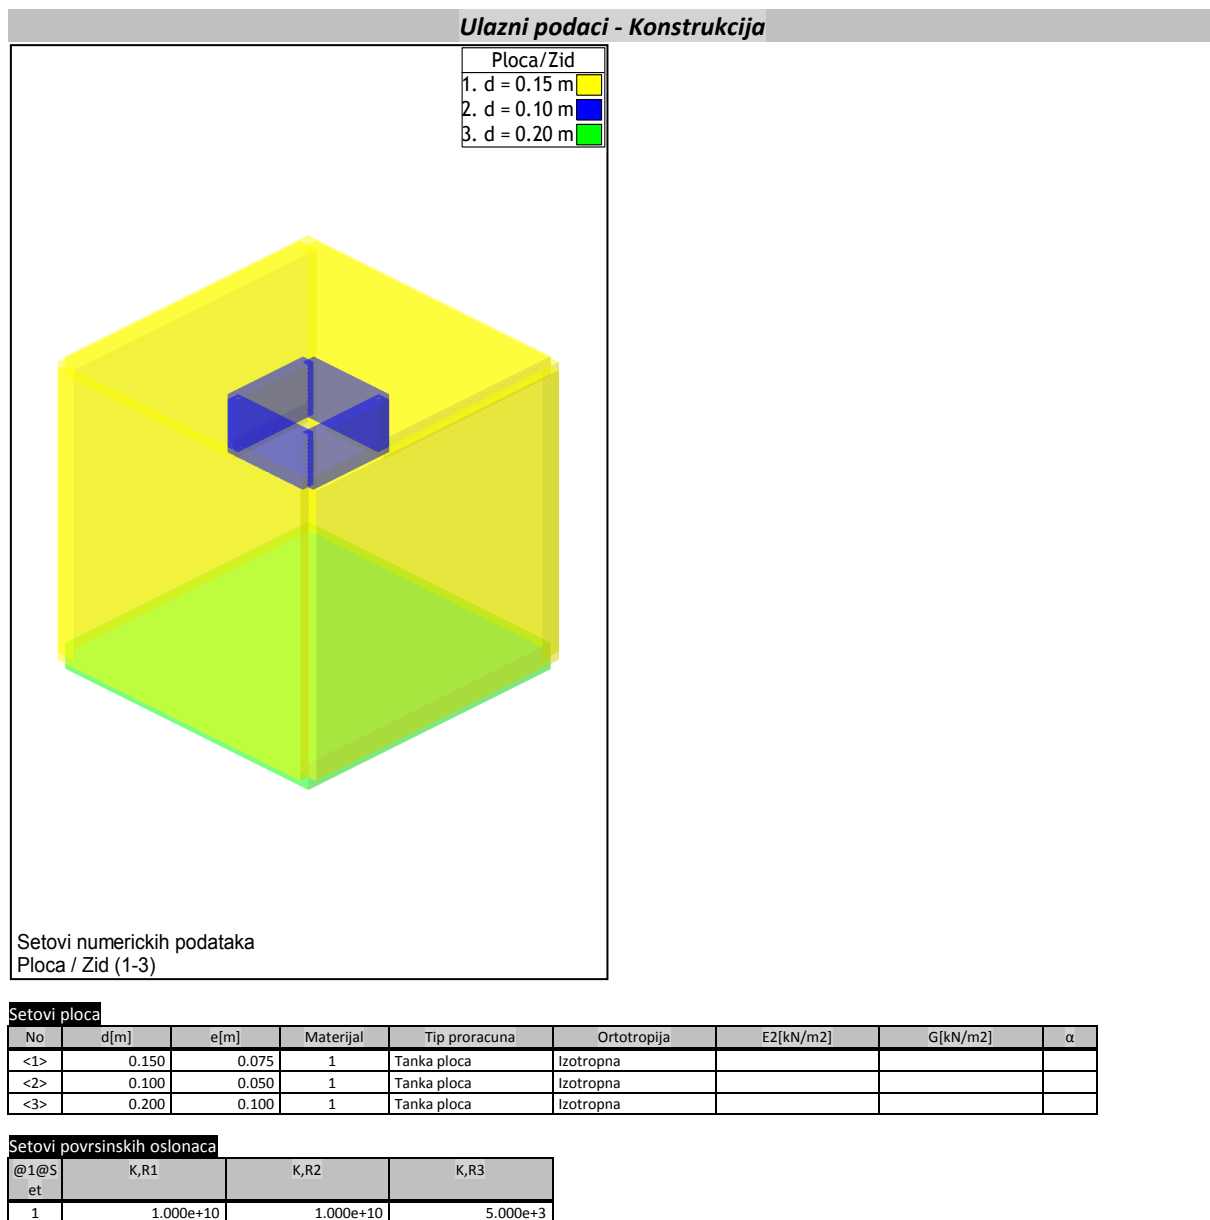 Ulazni podaci - Konstrukcija
Ploca/Zid
1. d = 0.15 m
2. d = 0.10 m
3. d = 0.20 m
Setovi numerickih podataka
Ploca / Zid (1-3)
Setovi ploca
No d[m] e[m] Materijal Tip proracuna Ortotropija E2[kN/m2] G[kN/m2] α
<1> 0.150 0.075 1 Tanka ploca Izotropna
<2> 0.100 0.050 1 Tanka ploca Izotropna
<3> 0.200 0.100 1 Tanka ploca Izotropna
Setovi povrsinskih oslonaca
@1@S K,R1 K,R2 K,R3
et
1 1.000e+10 1.000e+10 5.000e+3